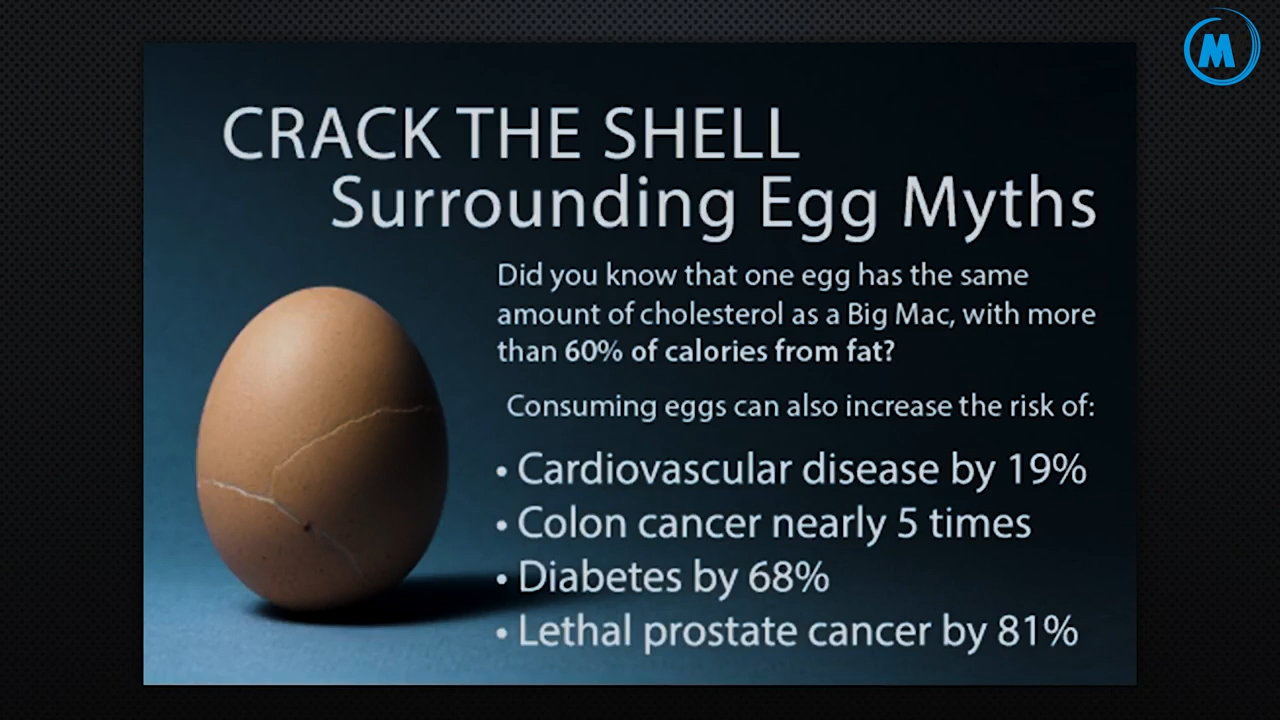 M
CRACK THE SHELL
Surrounding Egg Myths
Did you know that one egg has the same
amount of cholesterol as a Big Mac, with more
than 60% of calories from fat?
Consuming eggs can also increase the risk of:
• Cardiovascular disease by 19%
• Colon cancer nearly 5 times
• Diabetes by 68%
• Lethal prostate cancer by 81%